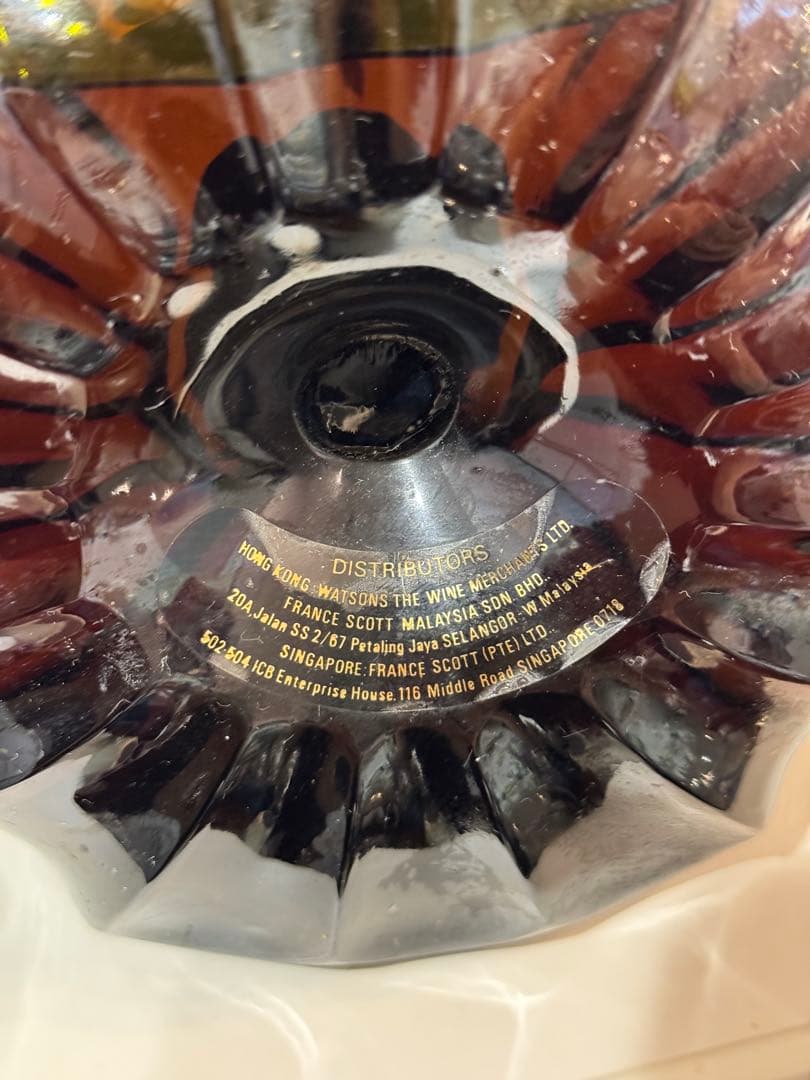 DISTRIBUTORS
HONG KONG: WATSONS THE WINE MERCHANTS LTD.
FRANCE SCOTT MALAYSIA SDN. BHD.
20A, Jalan SS 2/67 Petaling Jaya. SELANGOR. W. Malaysia
SINGAPORE: FRANCE SCOTT (PTE) LTD.
502-504, ICB Enterprise House, 116 Middle Road, SINGAPORE 0718